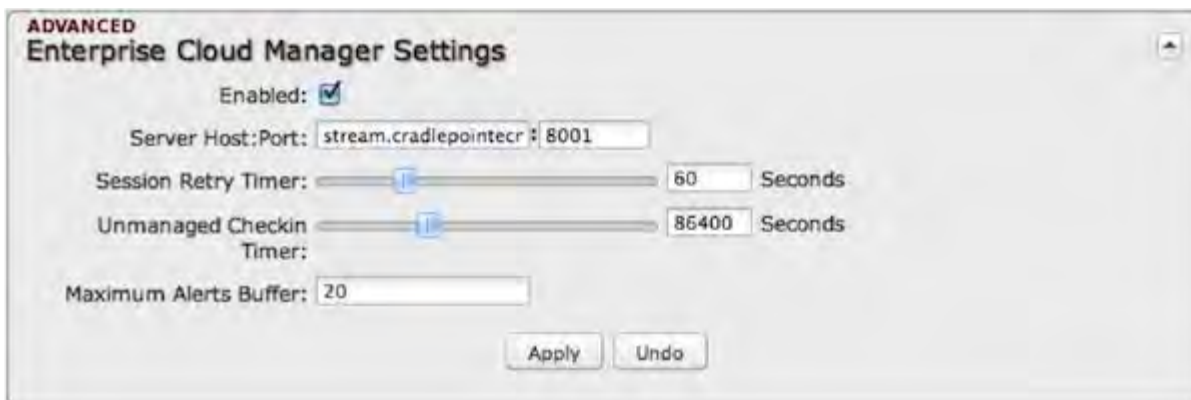 ADVANCED
Enterprise Cloud Manager Settings
Enabled:
Server Host:Port: stream.cradlepointecr : 8001
Session Retry Timer: 60 Seconds
Unmanaged Checkin Timer: 86400 Seconds
Maximum Alerts Buffer: 20
Apply Undo